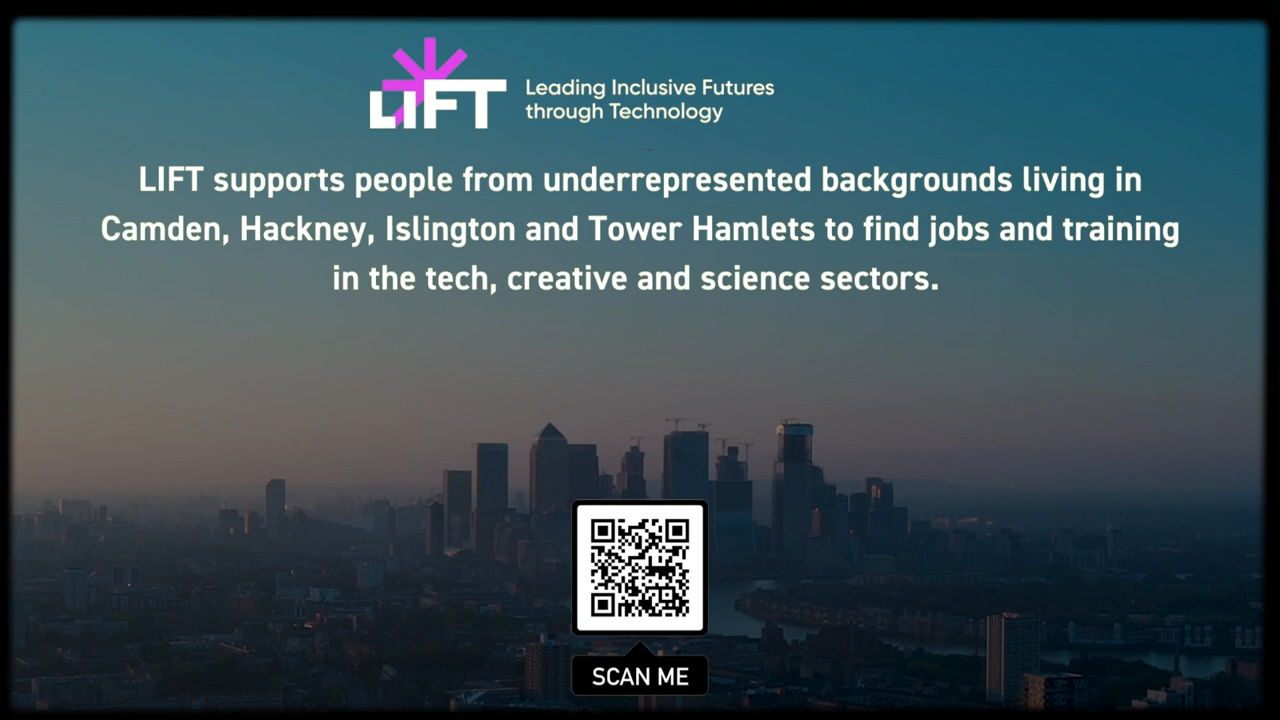 LIFT
Leading Inclusive Futures
through Technology
LIFT supports people from underrepresented backgrounds living in
Camden, Hackney, Islington and Tower Hamlets to find jobs and training
in the tech, creative and science sectors.
SCAN ME